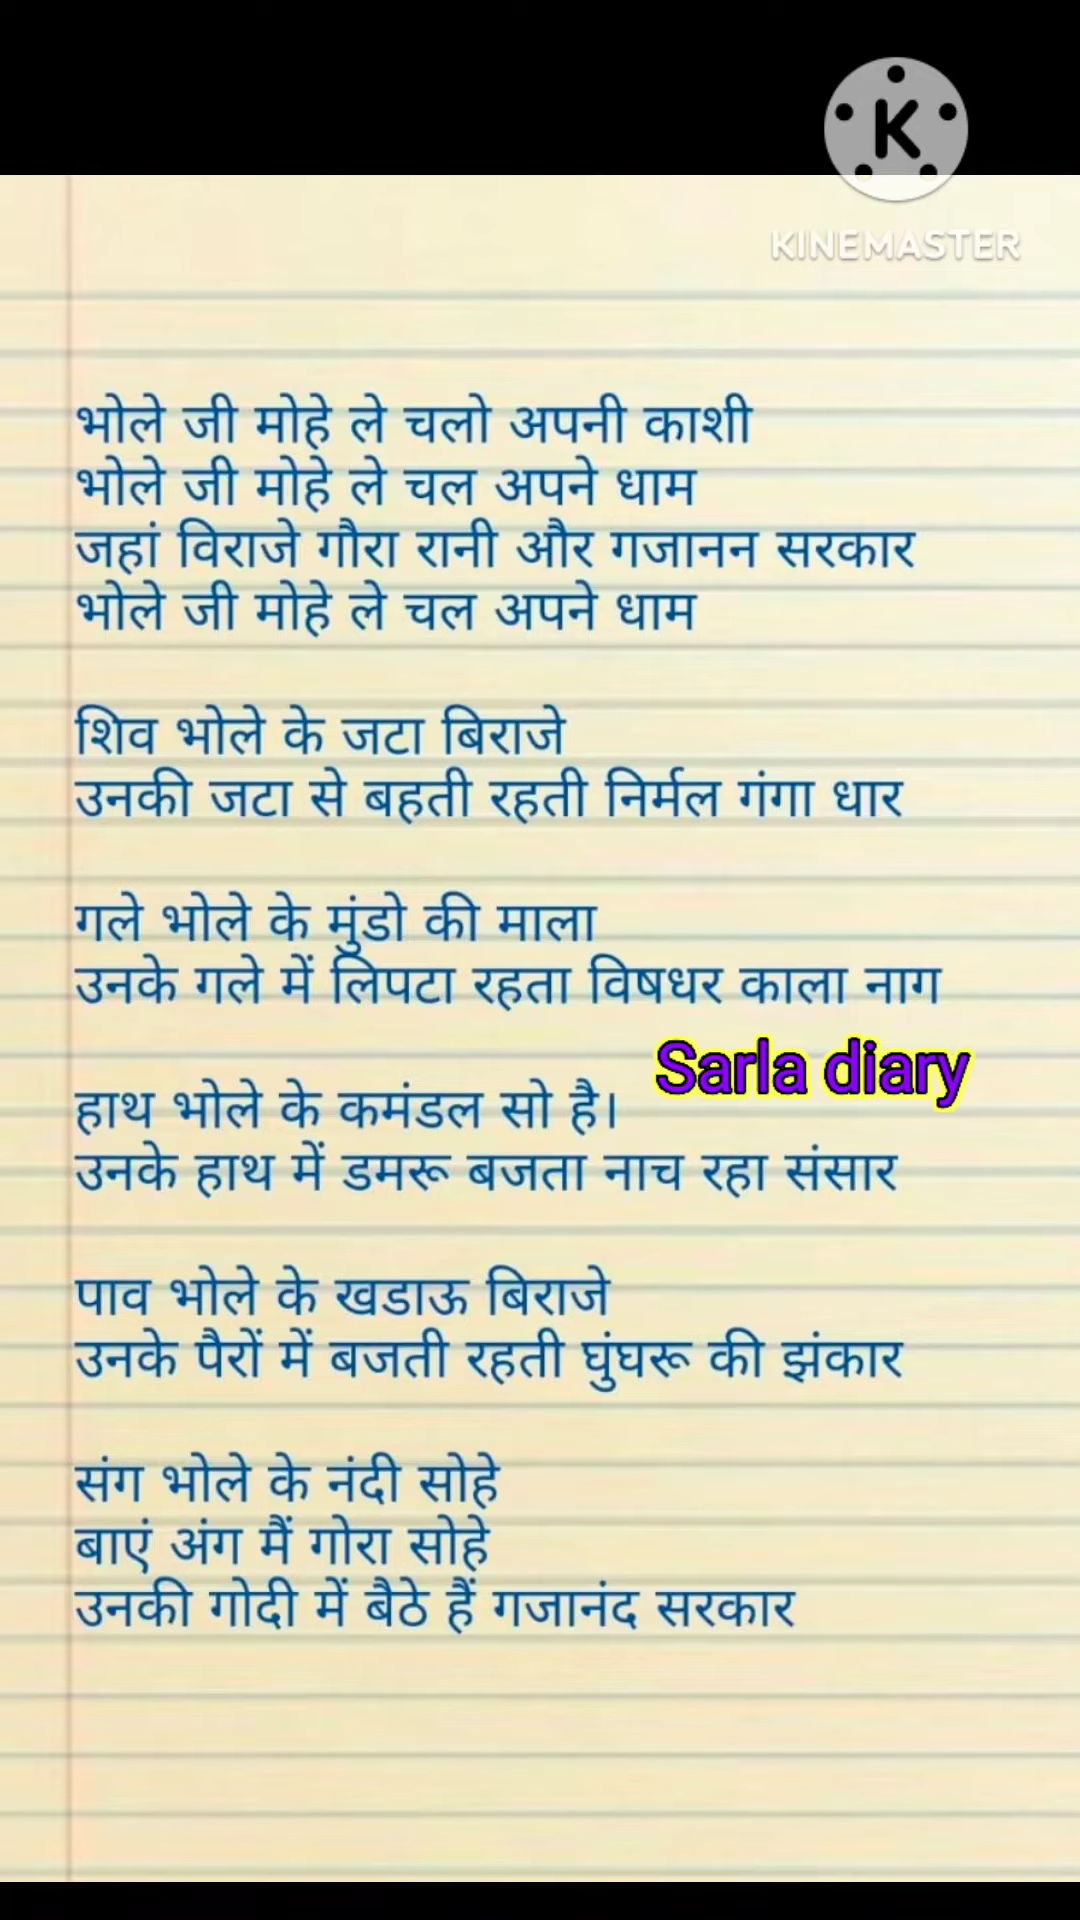 KINEMASTER
भोले जी मोहे ले चलो अपनी काशी
भोले जी मोहे ले चल अपने धाम
जहां विराजे गौरा रानी और गजानन सरकार
भोले जी मोहे ले चल अपने धाम
शिव भोले के जटा बिराजे
उनकी जटा से बहती रहती निर्मल गंगा धार
गले भोले के मुंडो की माला
उनके गले में लिपटा रहता विषधर काला नाग
Sarla diary
हाथ भोले के कमंडल सो है।
उनके हाथ में डमरू बजता नाच रहा संसार
पाव भोले के खडाऊ बिराजे
उनके पैरों में बजती रहती घुंघरू की झंकार
संग भोले के नंदी सोहे
बाएं अंग मैं गोरा सोहे
उनकी गोदी में बैठे हैं गजानंद सरकार